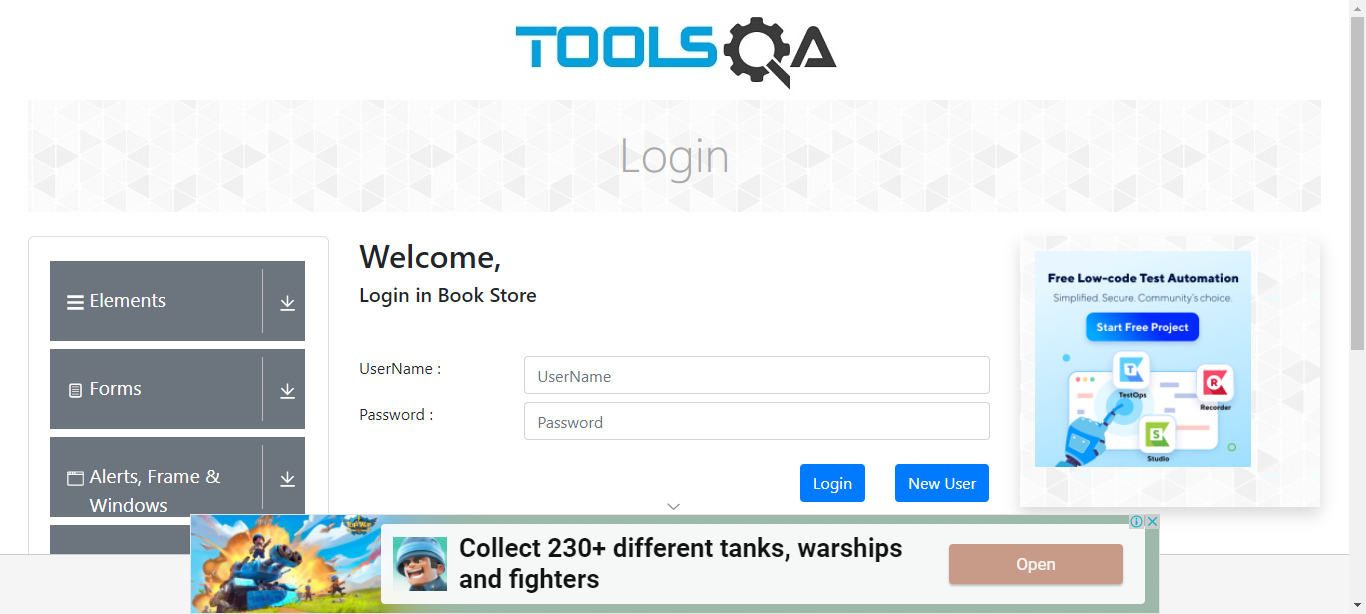 TOOLSQA
Login
Elements
Forms
Alerts, Frame &
Windows
Welcome,
Login in Book Store
UserName :
UserName
Password :
Password
Login
New User
Free Low-code Test Automation
Simplified. Secure. Community's choice.
Start Free Project
TestOps
Recorder
Studio
Collect 230+ different tanks, warships
and fighters
Open